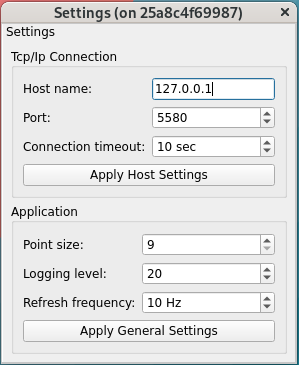 Settings (on 25a8c4f69987)
Settings
Tcp/Ip Connection
Host name: 127.0.0.1
Port: 5580
Connection timeout: 10 sec
Apply Host Settings
Application
Point size: 9
Logging level: 20
Refresh frequency: 10 Hz
Apply General Settings